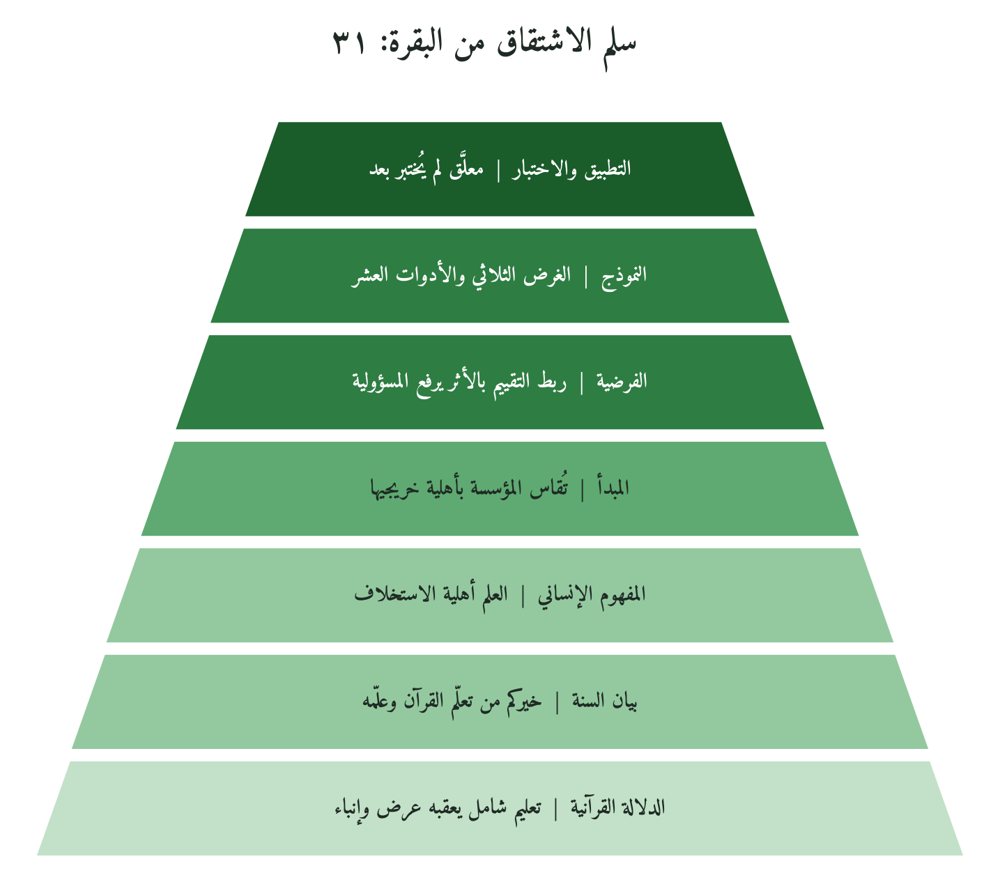 سلم الاشتقاق من البقرة: ٣١
التطبيق والاختبار | معلَّق لم يُختبر بعد
النموذج | الغرض الثلاثي والأدوات العشر
الفرضية | ربط التقييم بالأثر يرفع المسؤولية
المبدأ | تُقاس المؤسسة بأهلية خريجيها
المفهوم الإنساني | العلم أهلية الاستخلاف
بيان السنة | خيركم من تعلّم القرآن وعلّمه
الدلالة القرآنية | تعليم شامل يعقبه عرض وإنباء